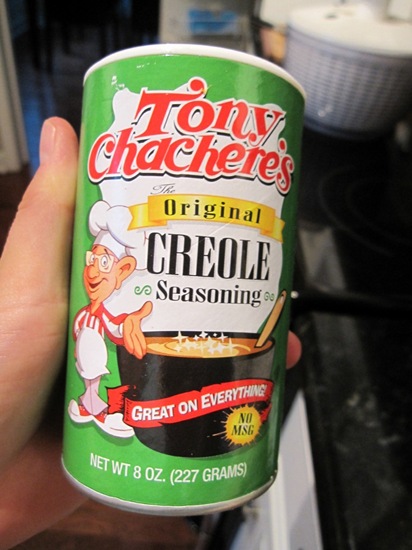 Tony
Chachere's
The
Original
CREOLE
Seasoning
GREAT ON EVERYTHING!
NO
MSG
NET WT 8 OZ. (227 GRAMS)